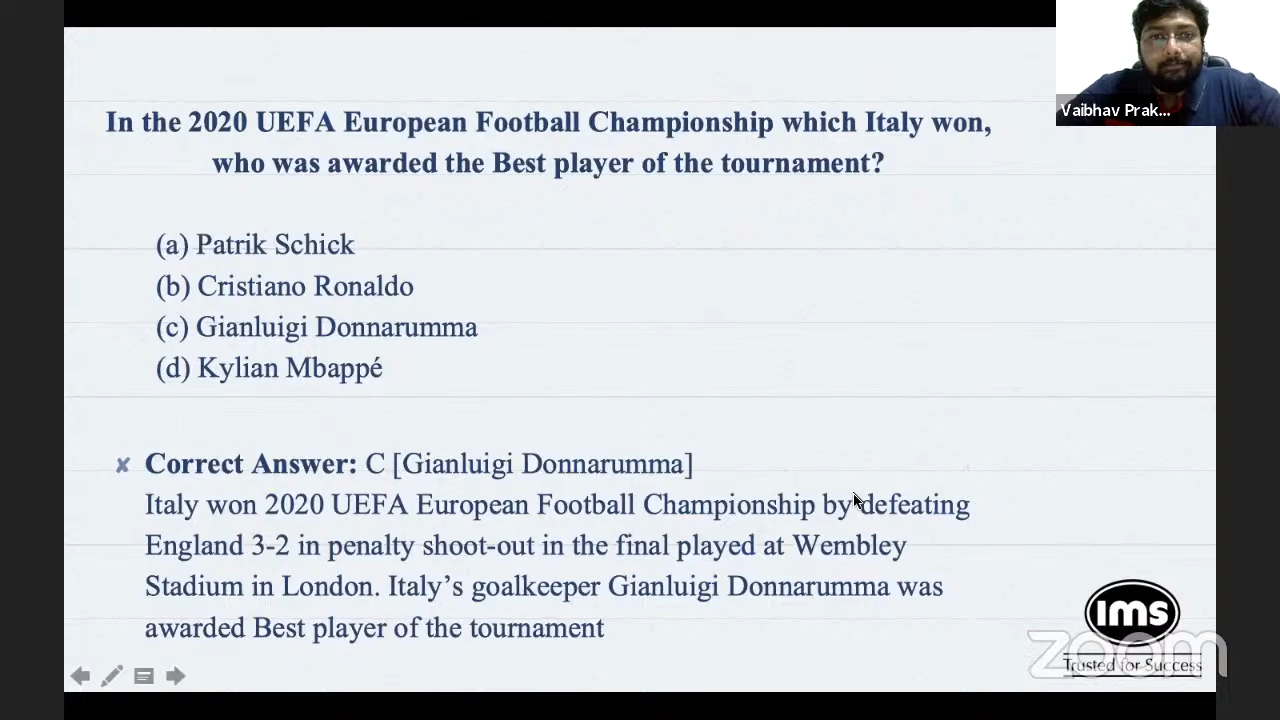 Vaibhav Prak...
In the 2020 UEFA European Football Championship which Italy won,
who was awarded the Best player of the tournament?
(a) Patrik Schick
(b) Cristiano Ronaldo
(c) Gianluigi Donnarumma
(d) Kylian Mbappé
✘ Correct Answer: C [Gianluigi Donnarumma]
Italy won 2020 UEFA European Football Championship by defeating
England 3-2 in penalty shoot-out in the final played at Wembley
Stadium in London. Italy’s goalkeeper Gianluigi Donnarumma was
awarded Best player of the tournament
ims
zoom
Trusted for Success